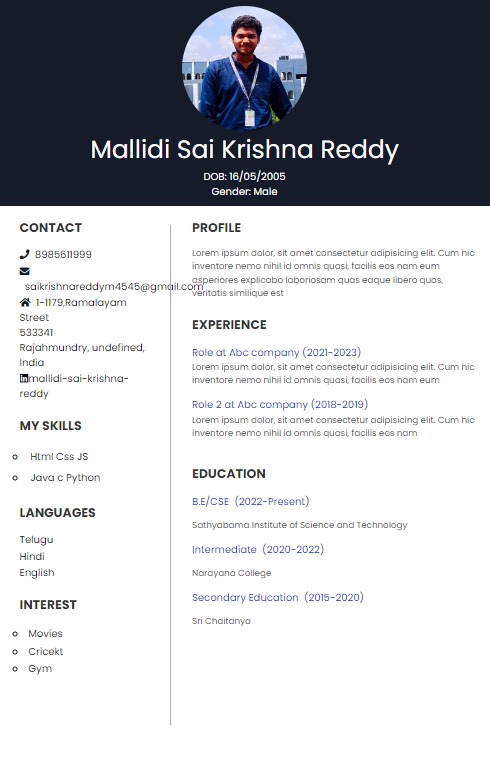 Mallidi Sai Krishna Reddy
DOB: 16/05/2005
Gender: Male
CONTACT
8985611999
saikrishnareddym4545@gmail.com
1-1179,Ramalayam
Street
533341
Rajahmundry, undefined,
India
mallidi-sai-krishna-
reddy
MY SKILLS
Html Css JS
Java c Python
LANGUAGES
Telugu
Hindi
English
INTEREST
Movies
Cricekt
Gym
PROFILE
Lorem ipsum dolor, sit amet consectetur adipisicing elit. Cum hic
inventore nemo nihil id omnis quasi, facilis eos nam eum
asperiores explicabo laboriosam quas eaque libero quos,
veritatis similique est
EXPERIENCE
Role at Abc company (2021-2023)
Lorem ipsum dolor, sit amet consectetur adipisicing elit. Cum hic
inventore nemo nihil id omnis quasi, facilis eos nam
Role 2 at Abc company (2018-2019)
Lorem ipsum dolor, sit amet consectetur adipisicing elit. Cum hic
inventore nemo nihil id omnis quasi, facilis eos nam
EDUCATION
B.E/CSE (2022-Present)
Sathyabama Institute of Science and Technology
Intermediate (2020-2022)
Narayana College
Secondary Education (2015-2020)
Sri Chaitanya